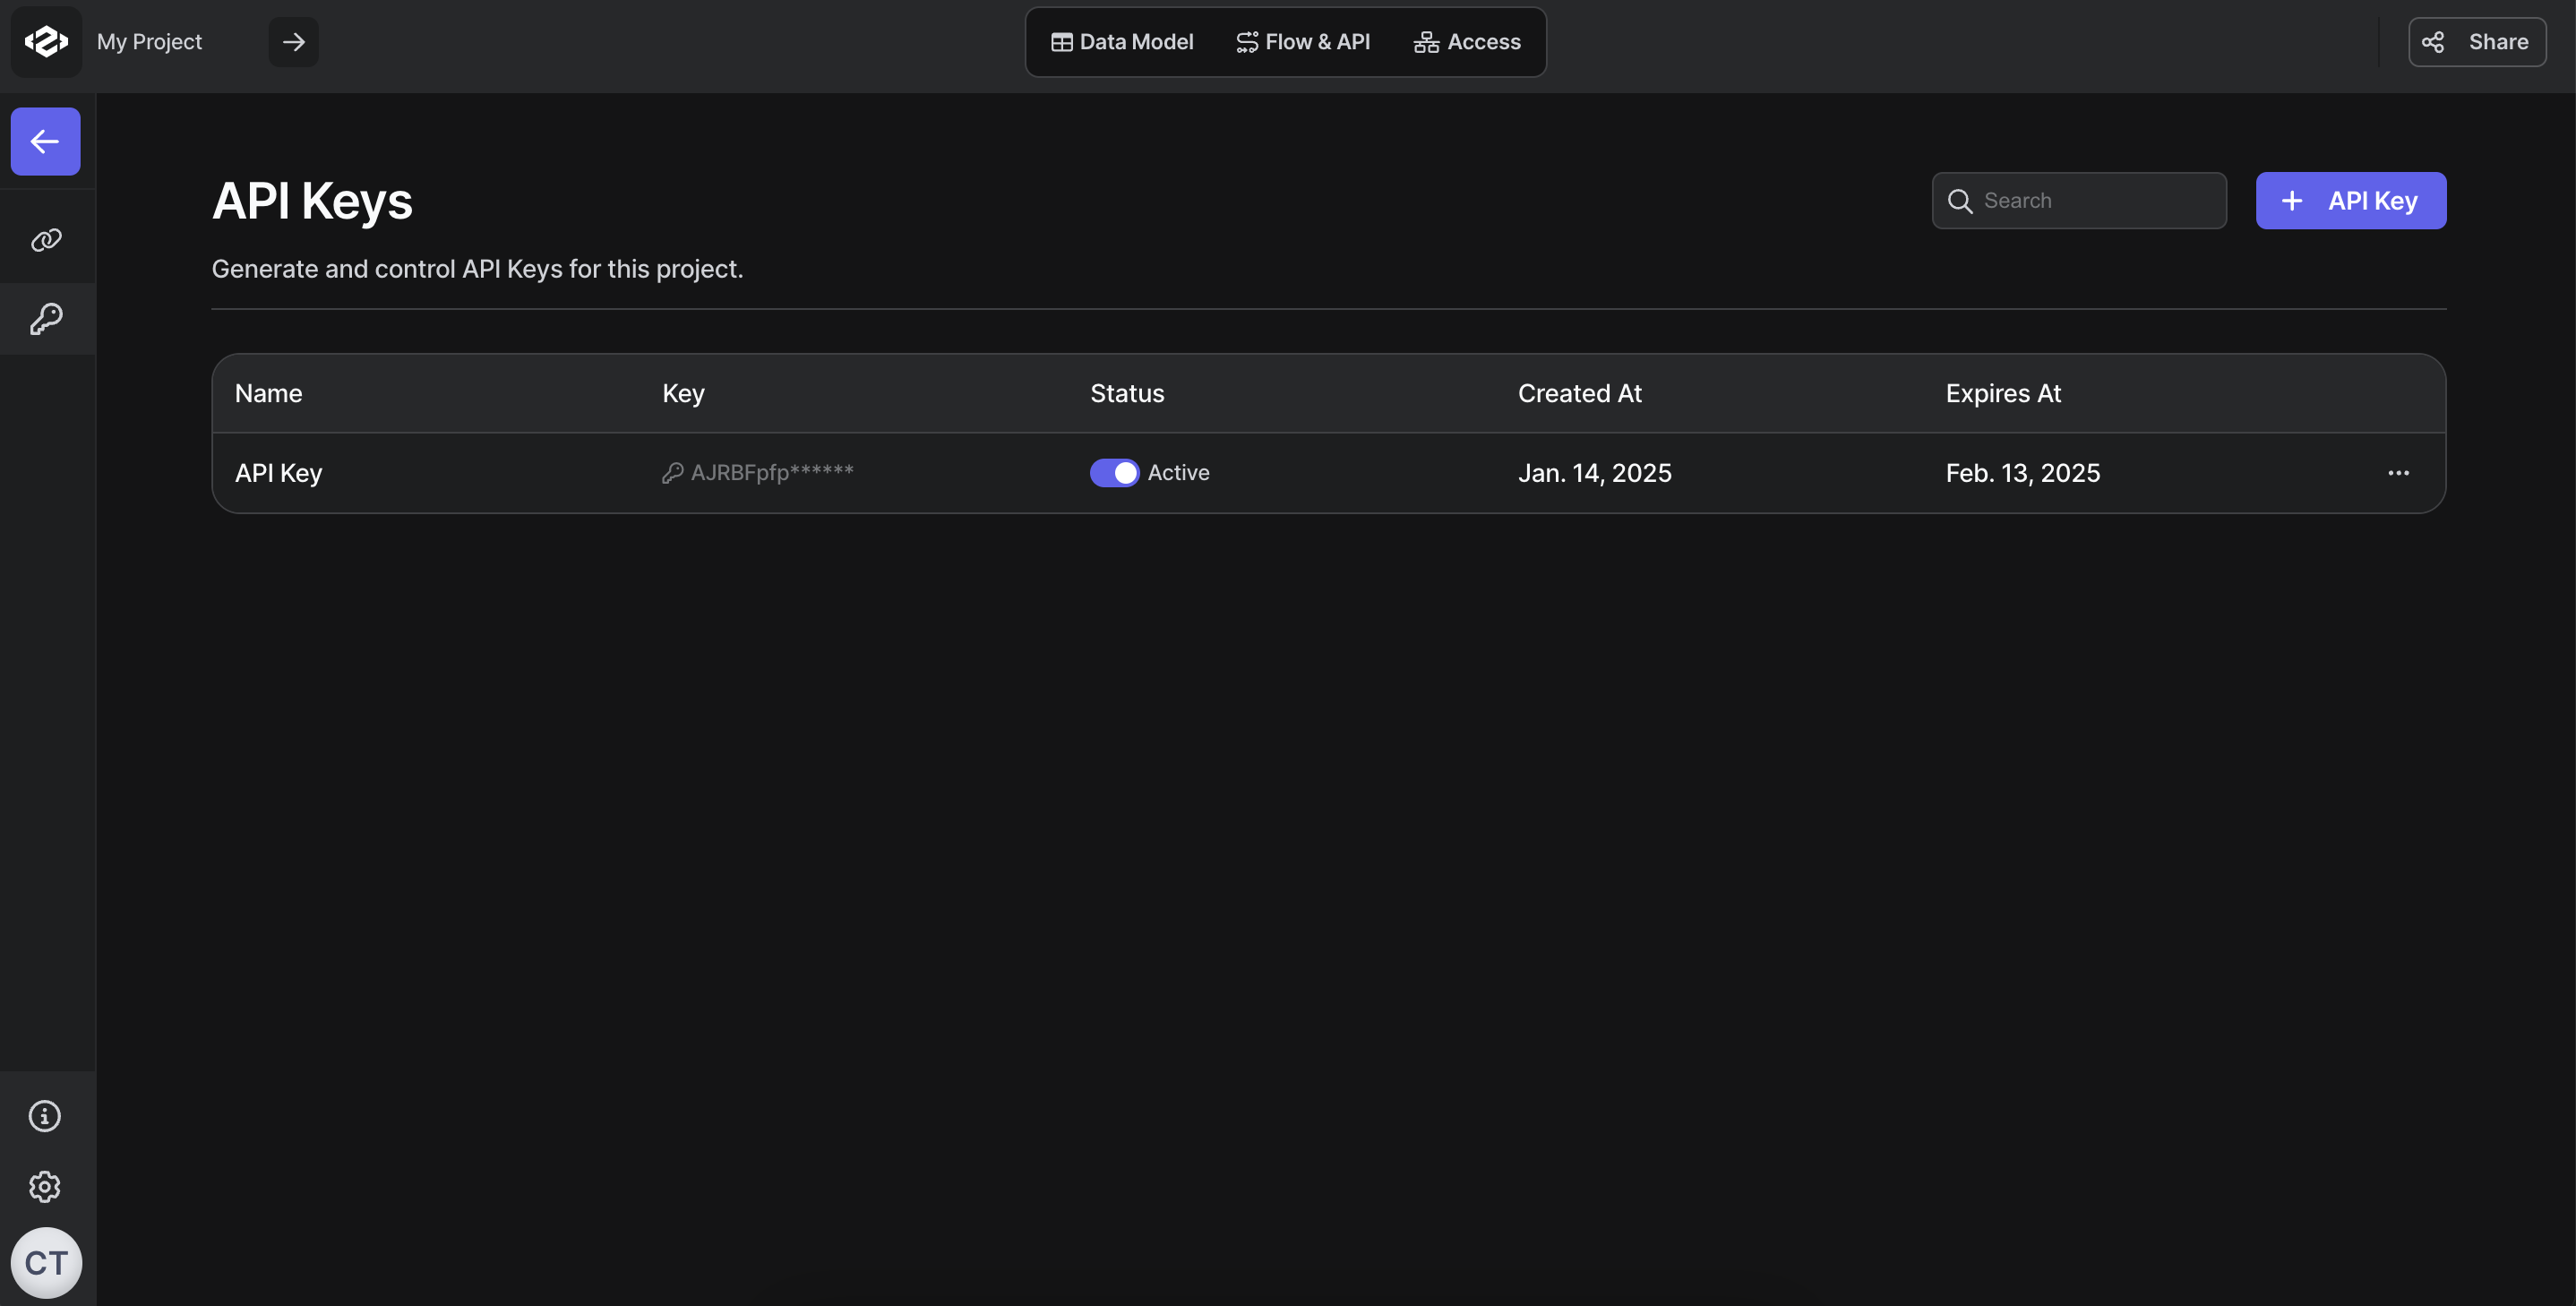 My Project
Data Model Flow & API Access
Share
API Keys
Search
API Key
Generate and control API Keys for this project.
Name Key Status Created At Expires At
API Key AJRBFpfp****** Active Jan. 14, 2025 Feb. 13, 2025
CT